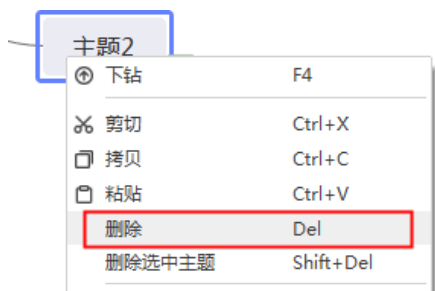 主题2
下钻 F4
剪切 Ctrl+X
拷贝 Ctrl+C
粘贴 Ctrl+V
删除 Del
删除选中主题 Shift+Del